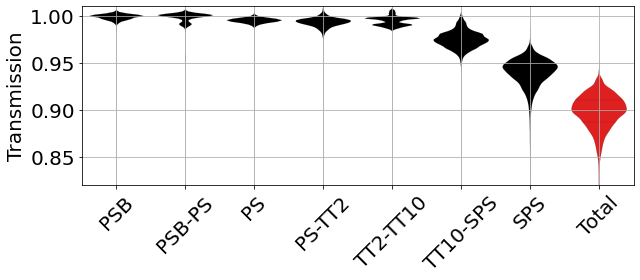 Transmission
1.00
0.95
0.90
0.85
PSB
PSB-PS
PS
PS-TT2
TT2-TT10
TT10-SPS
SPS
Total